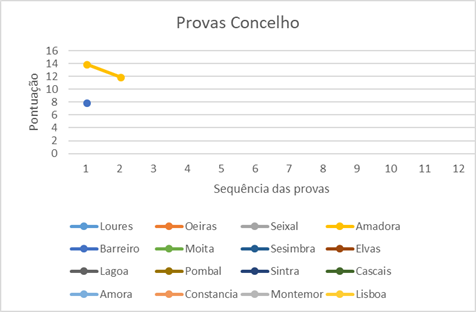 Provas Concelho
16
14
12
10
8
6
4
2
0
Pontuação
1 2 3 4 5 6 7 8 9 10 11 12
Sequência das provas
Loures Oeiras Seixal Amadora
Barreiro Moita Sesimbra Elvas
Lagoa Pombal Sintra Cascais
Amora Constancia Montemor Lisboa